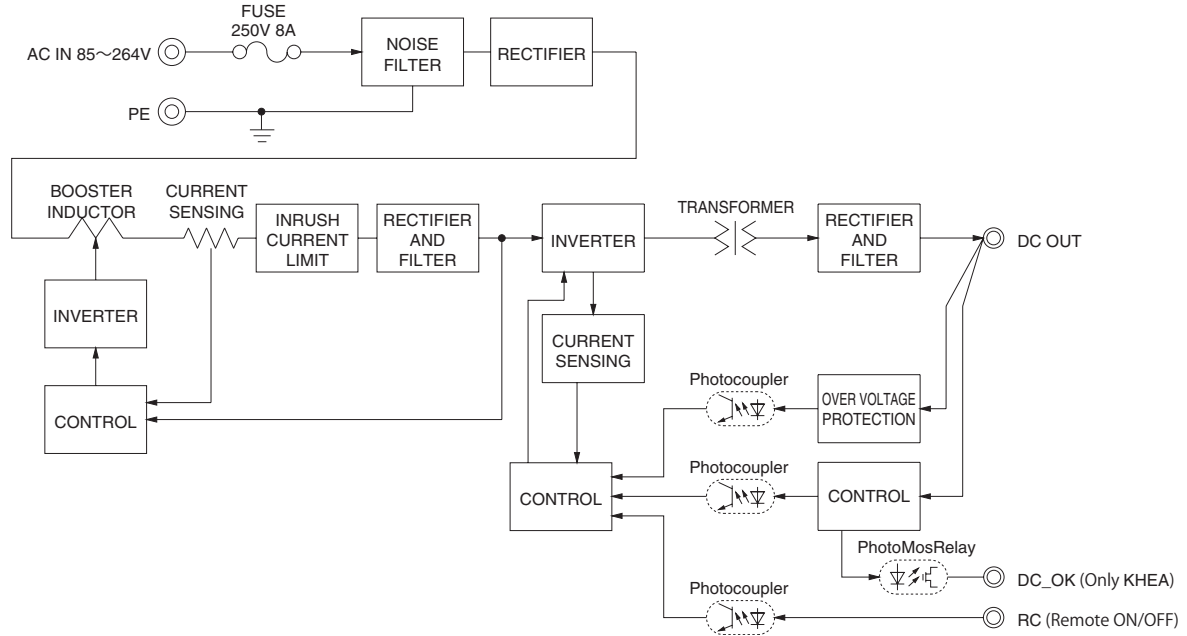 FUSE
250V 8A
AC IN 85～264V
NOISE
FILTER
RECTIFIER
PE
BOOSTER
INDUCTOR
CURRENT
SENSING
INRUSH
CURRENT
LIMIT
RECTIFIER
AND
FILTER
INVERTER
TRANSFORMER
RECTIFIER
AND
FILTER
DC OUT
INVERTER
CURRENT
SENSING
CONTROL
Photocoupler
OVER VOLTAGE
PROTECTION
CONTROL
Photocoupler
CONTROL
PhotoMosRelay
DC_OK (Only KHEA)
Photocoupler
RC (Remote ON/OFF)